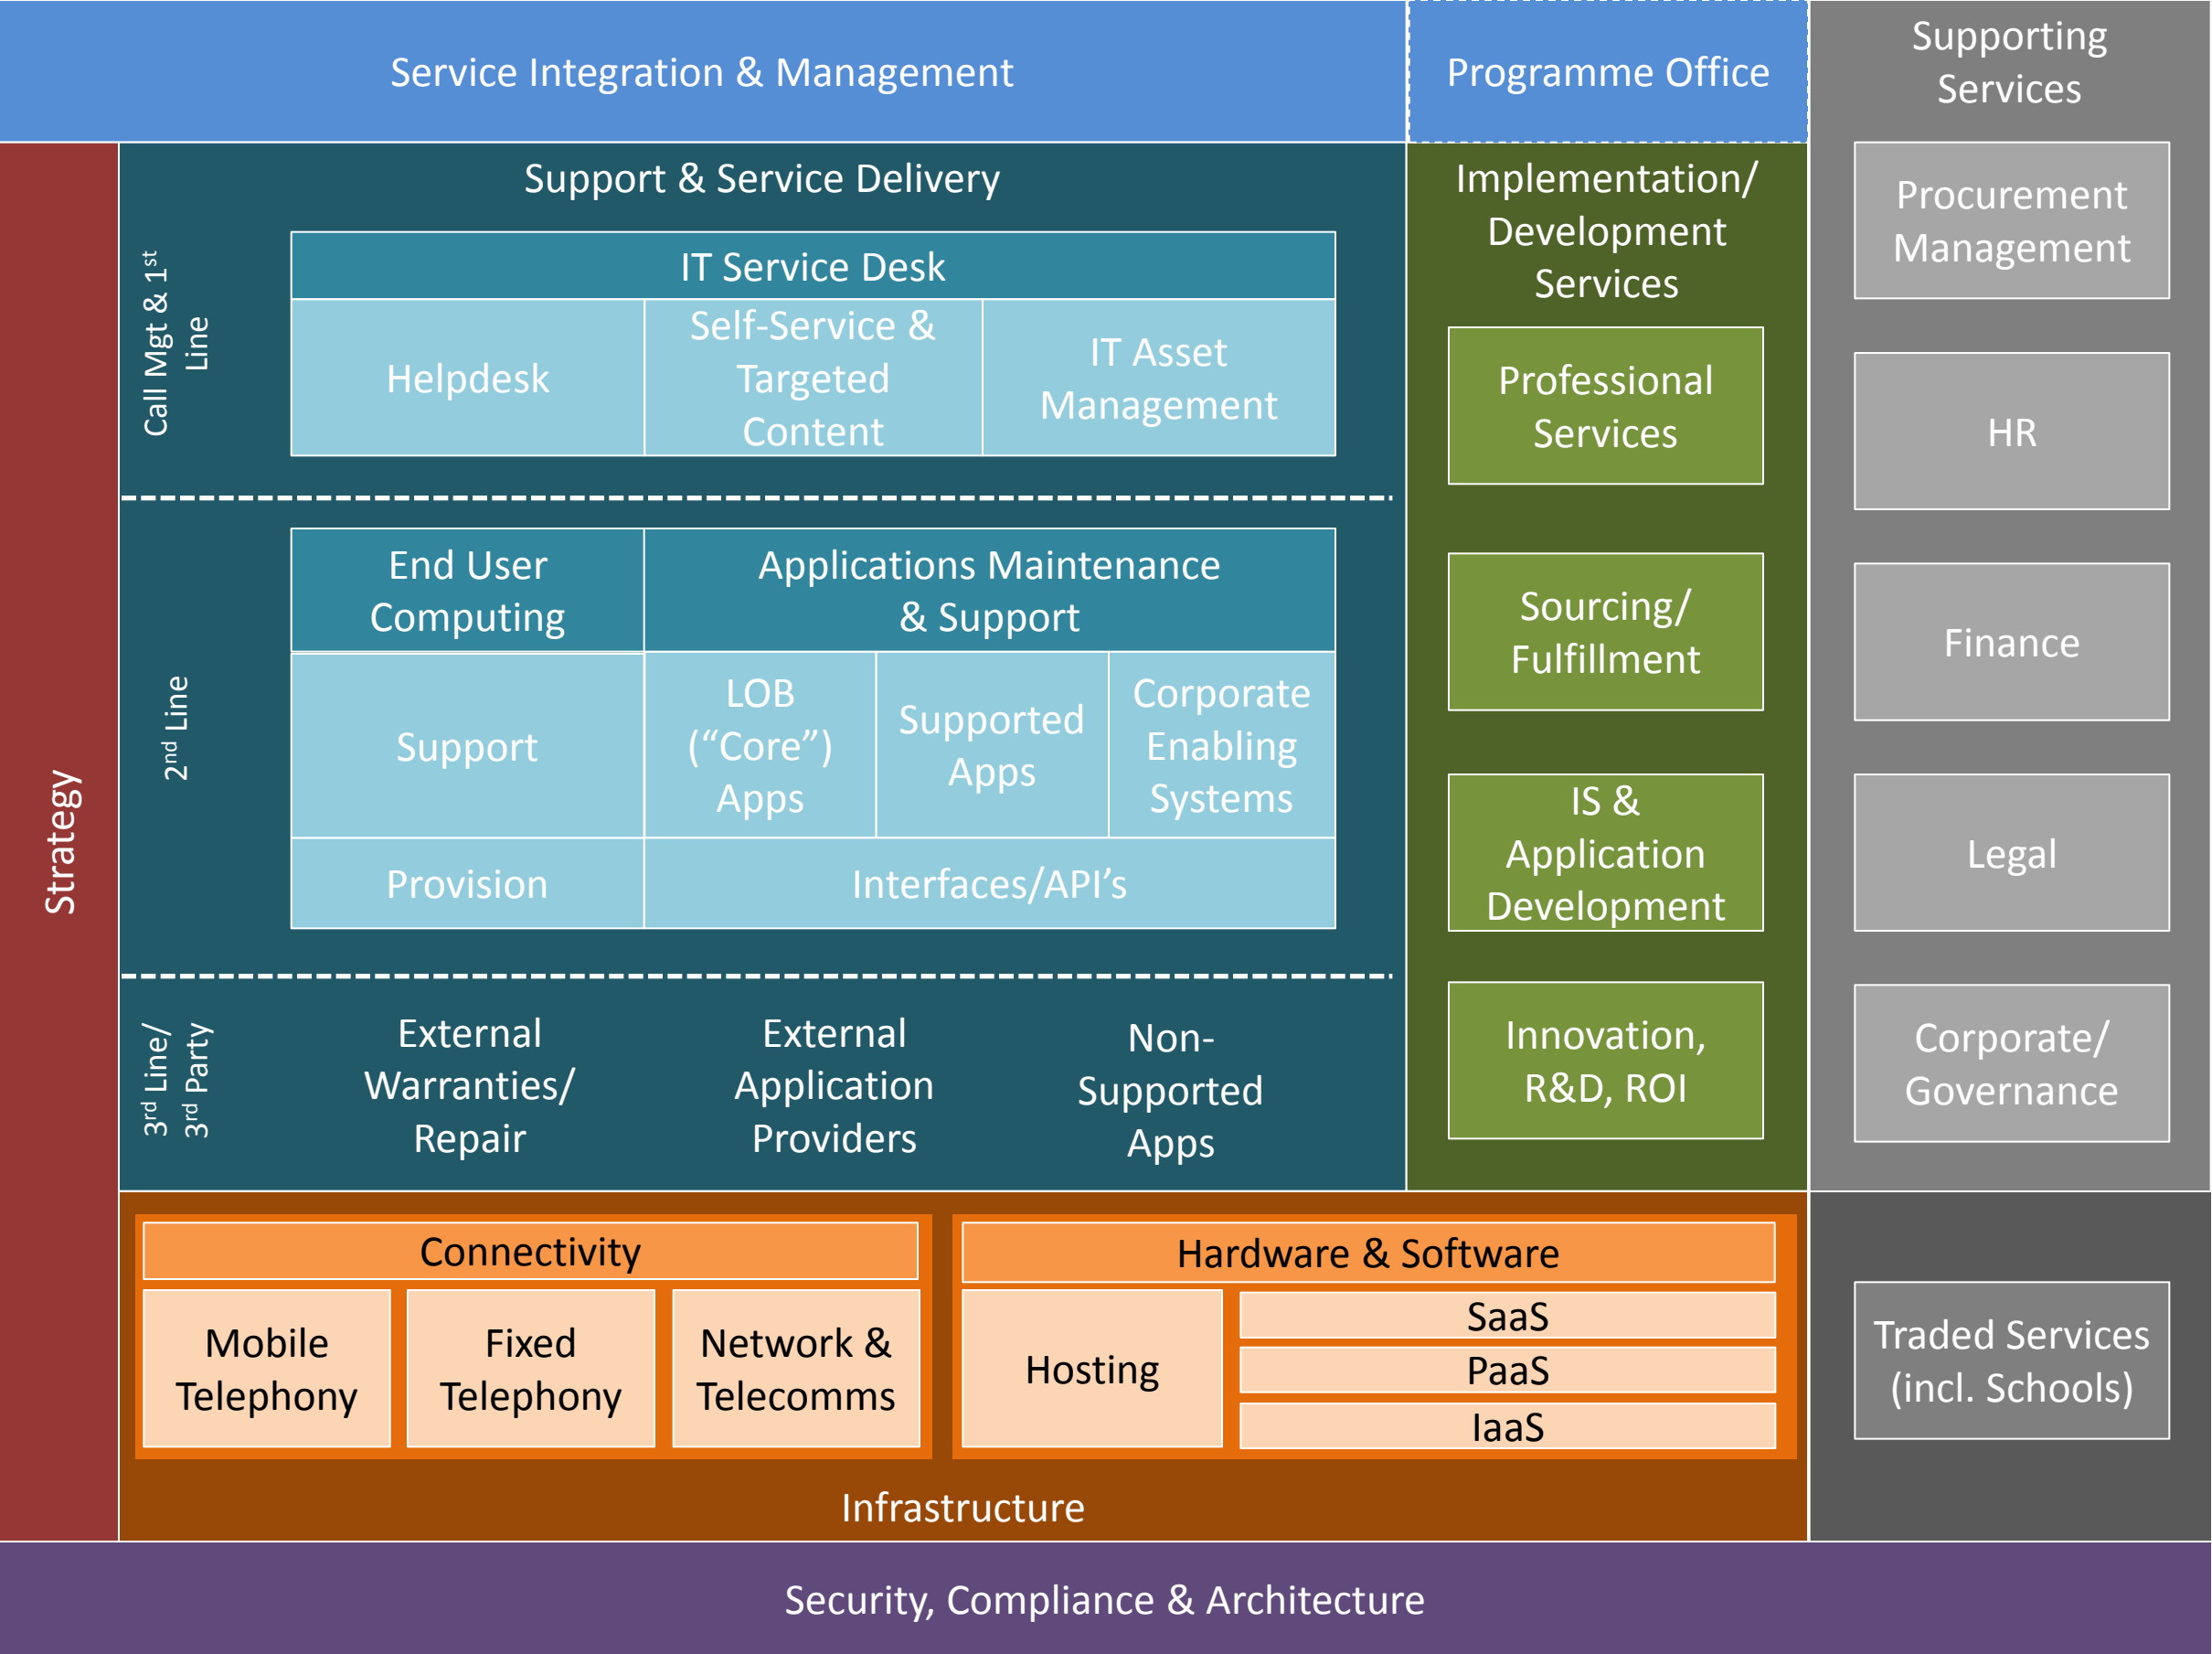 Service Integration & Management
Programme Office
Supporting
Services
Strategy
Support & Service Delivery
Call Mgt & 1st
Line
IT Service Desk
Helpdesk
Self-Service &
Targeted
Content
IT Asset
Management
2nd Line
End User
Computing
Applications Maintenance
& Support
Support
LOB
(“Core”)
Apps
Supported
Apps
Corporate
Enabling
Systems
Provision
Interfaces/API’s
3rd Line/
3rd Party
External
Warranties/
Repair
External
Application
Providers
Non-
Supported
Apps
Implementation/
Development
Services
Professional
Services
Sourcing/
Fulfillment
IS &
Application
Development
Innovation,
R&D, ROI
Procurement
Management
HR
Finance
Legal
Corporate/
Governance
Connectivity
Mobile
Telephony
Fixed
Telephony
Network &
Telecomms
Hardware & Software
Hosting
SaaS
PaaS
IaaS
Infrastructure
Traded Services
(incl. Schools)
Security, Compliance & Architecture